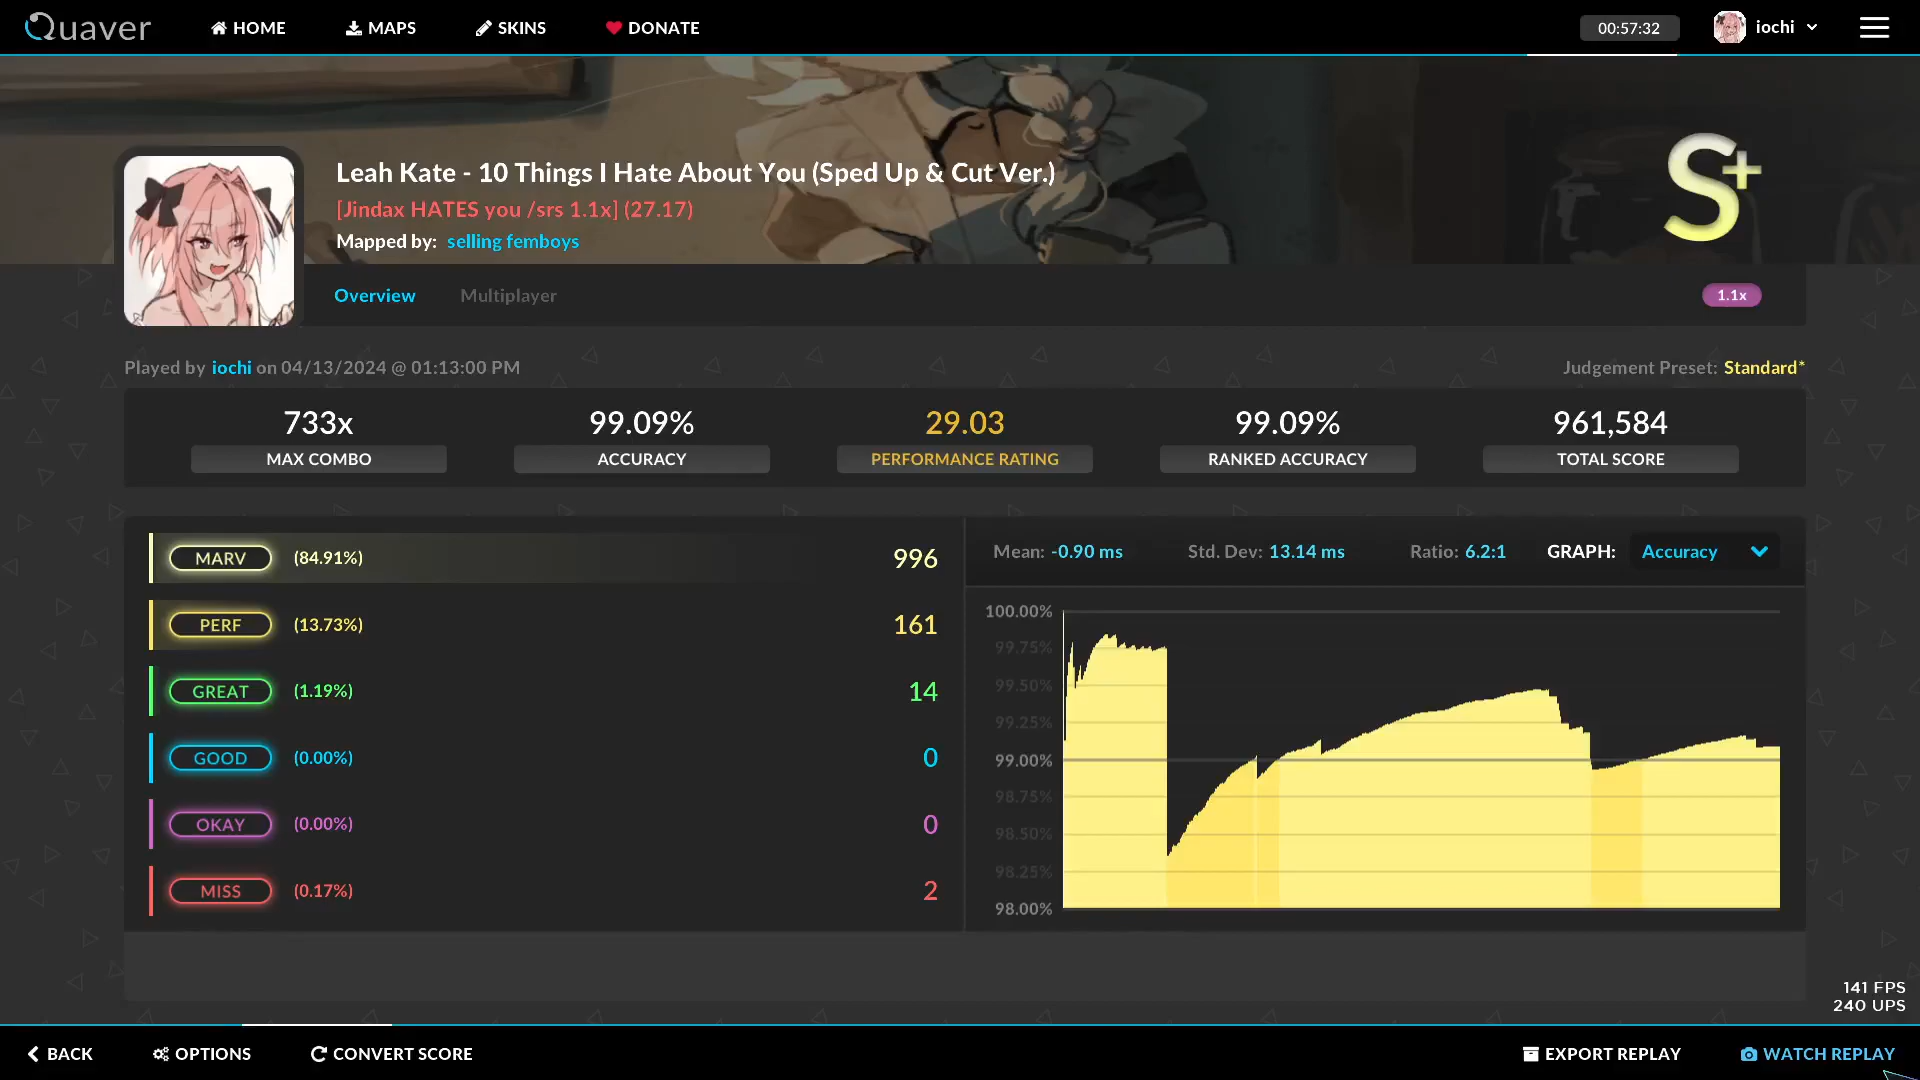 Quaver
HOME
MAPS
SKINS
DONATE
00:57:32
iochi
Leah Kate - 10 Things I Hate About You (Sped Up & Cut Ver.)
[Jindax HATES you /srs 1.1x] (27.17)
Mapped by: selling femboys
S+
Overview
Multiplayer
1.1x
Played by iochi on 04/13/2024 @ 01:13:00 PM
Judgement Preset: Standard*
733x
MAX COMBO
99.09%
ACCURACY
29.03
PERFORMANCE RATING
99.09%
RANKED ACCURACY
961,584
TOTAL SCORE
MARV (84.91%) 996
PERF (13.73%) 161
GREAT (1.19%) 14
GOOD (0.00%) 0
OKAY (0.00%) 0
MISS (0.17%) 2
Mean: -0.90 ms
Std. Dev: 13.14 ms
Ratio: 6.2:1
GRAPH: Accuracy
100.00%
99.75%
99.50%
99.25%
99.00%
98.75%
98.50%
98.25%
98.00%
141 FPS
240 UPS
BACK
OPTIONS
CONVERT SCORE
EXPORT REPLAY
WATCH REPLAY